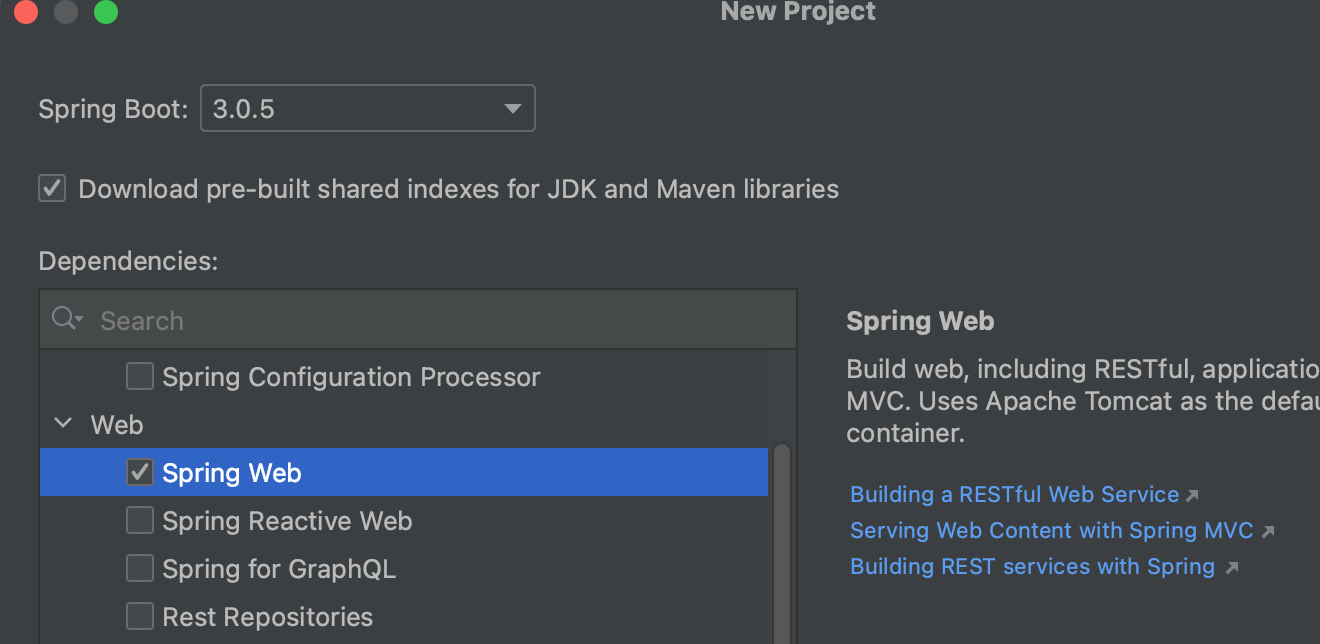 New Project
Spring Boot: 3.0.5
Download pre-built shared indexes for JDK and Maven libraries
Dependencies:
Search
Spring Configuration Processor
Web
Spring Web
Spring Reactive Web
Spring for GraphQL
Rest Repositories
Spring Web
Build web, including RESTful,
MVC. Uses Apache Tomcat as the
container.
Building a RESTful Web Service
Serving Web Content with Spring MVC
Building REST services with Spring